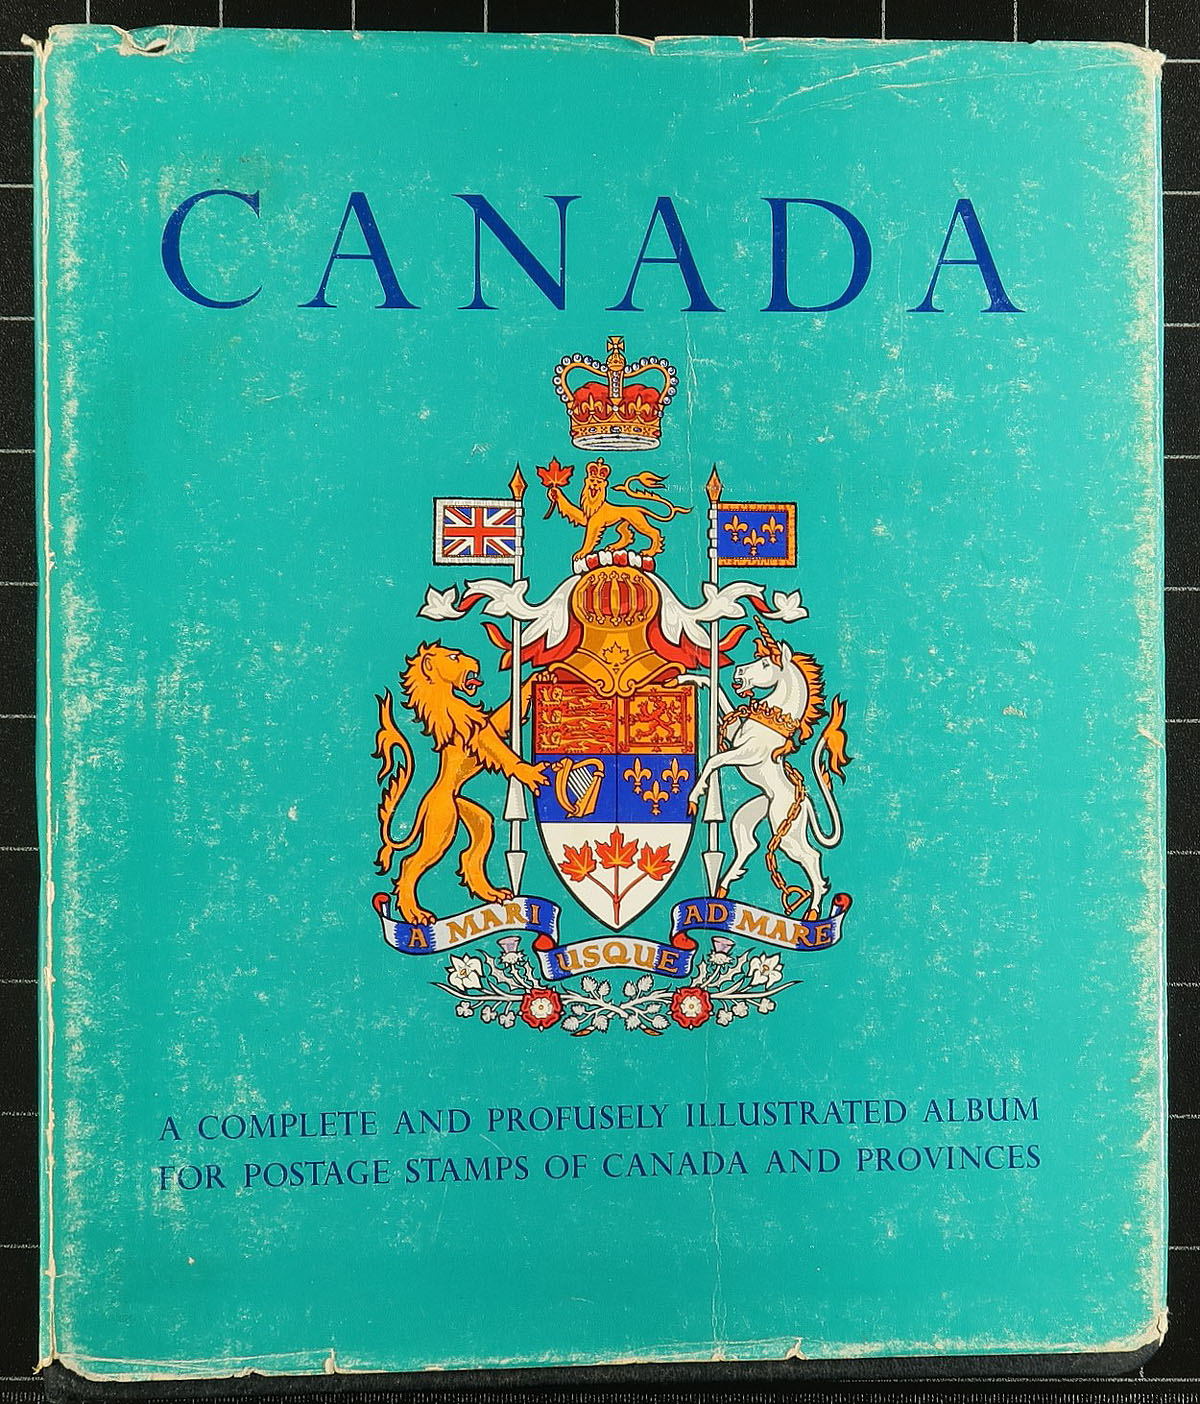 CANADA
A MARI USQUE AD MARE
A COMPLETE AND PROFUSELY ILLUSTRATED ALBUM
FOR POSTAGE STAMPS OF CANADA AND PROVINCES